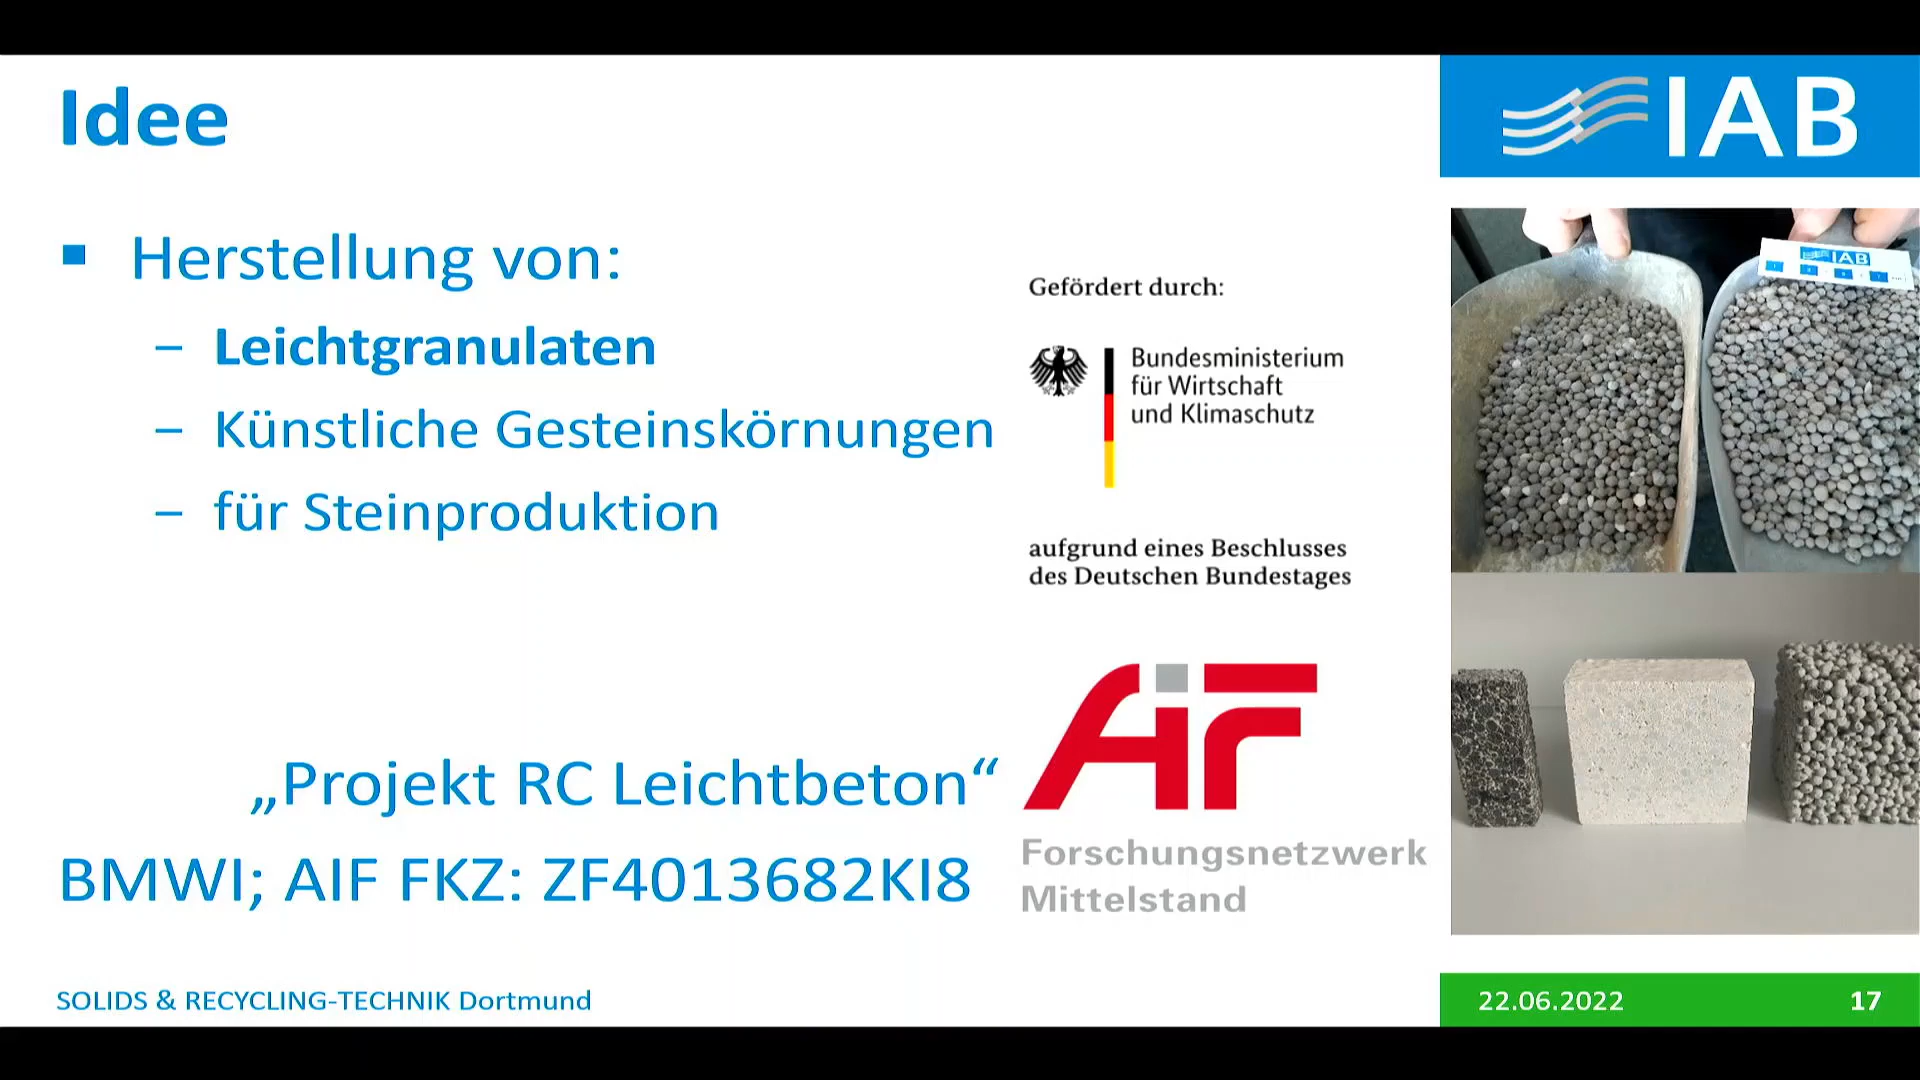 Idee
IAB
Herstellung von:
– Leichtgranulaten
– Künstliche Gesteinskörnungen
– für Steinproduktion
Gefördert durch:
Bundesministerium
für Wirtschaft
und Klimaschutz
aufgrund eines Beschlusses
des Deutschen Bundestages
IAB
AiF
Forschungsnetzwerk
Mittelstand
„Projekt RC Leichtbeton“
BMWI; AIF FKZ: ZF4013682KI8
SOLIDS & RECYCLING-TECHNIK Dortmund
22.06.2022
17